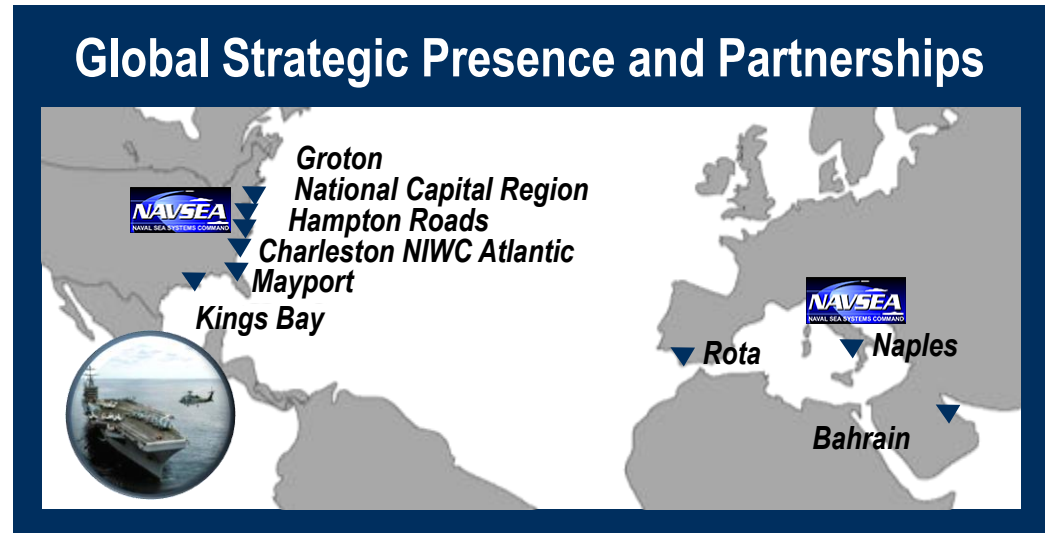 Global Strategic Presence and Partnerships
Groton
National Capital Region
NAVSEA
NAVAL SEA SYSTEMS COMMAND
Hampton Roads
Charleston NIWC Atlantic
Mayport
Kings Bay
NAVSEA
NAVAL SEA SYSTEMS COMMAND
Rota
Naples
Bahrain